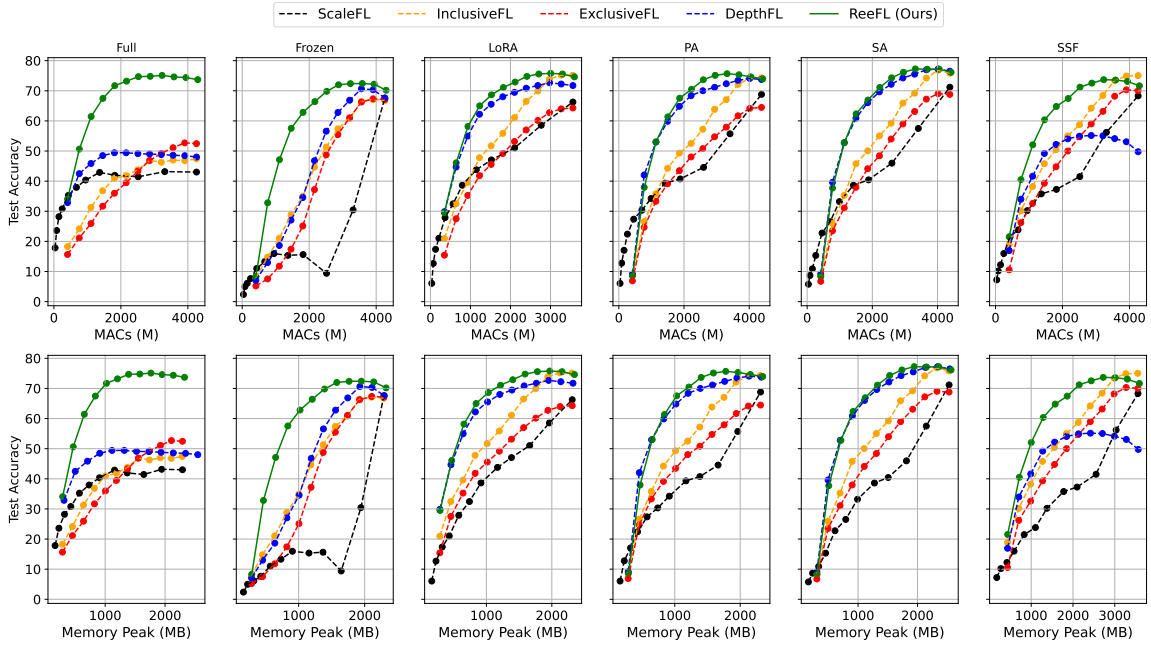 ScaleFL InclusiveFL ExclusiveFL DepthFL ReeFL (Ours)
Full Frozen LoRA PA SA SSF
Test Accuracy
80
70
60
50
40
30
20
10
0
0 2000 4000 0 2000 4000 0 1000 2000 3000 0 2000 4000 0 2000 4000 0 2000 4000
MACs (M) MACs (M) MACs (M) MACs (M) MACs (M) MACs (M)
Test Accuracy
80
70
60
50
40
30
20
10
0
1000 2000 1000 2000 1000 2000 1000 2000 1000 2000 1000 2000 3000
Memory Peak (MB) Memory Peak (MB) Memory Peak (MB) Memory Peak (MB) Memory Peak (MB) Memory Peak (MB)